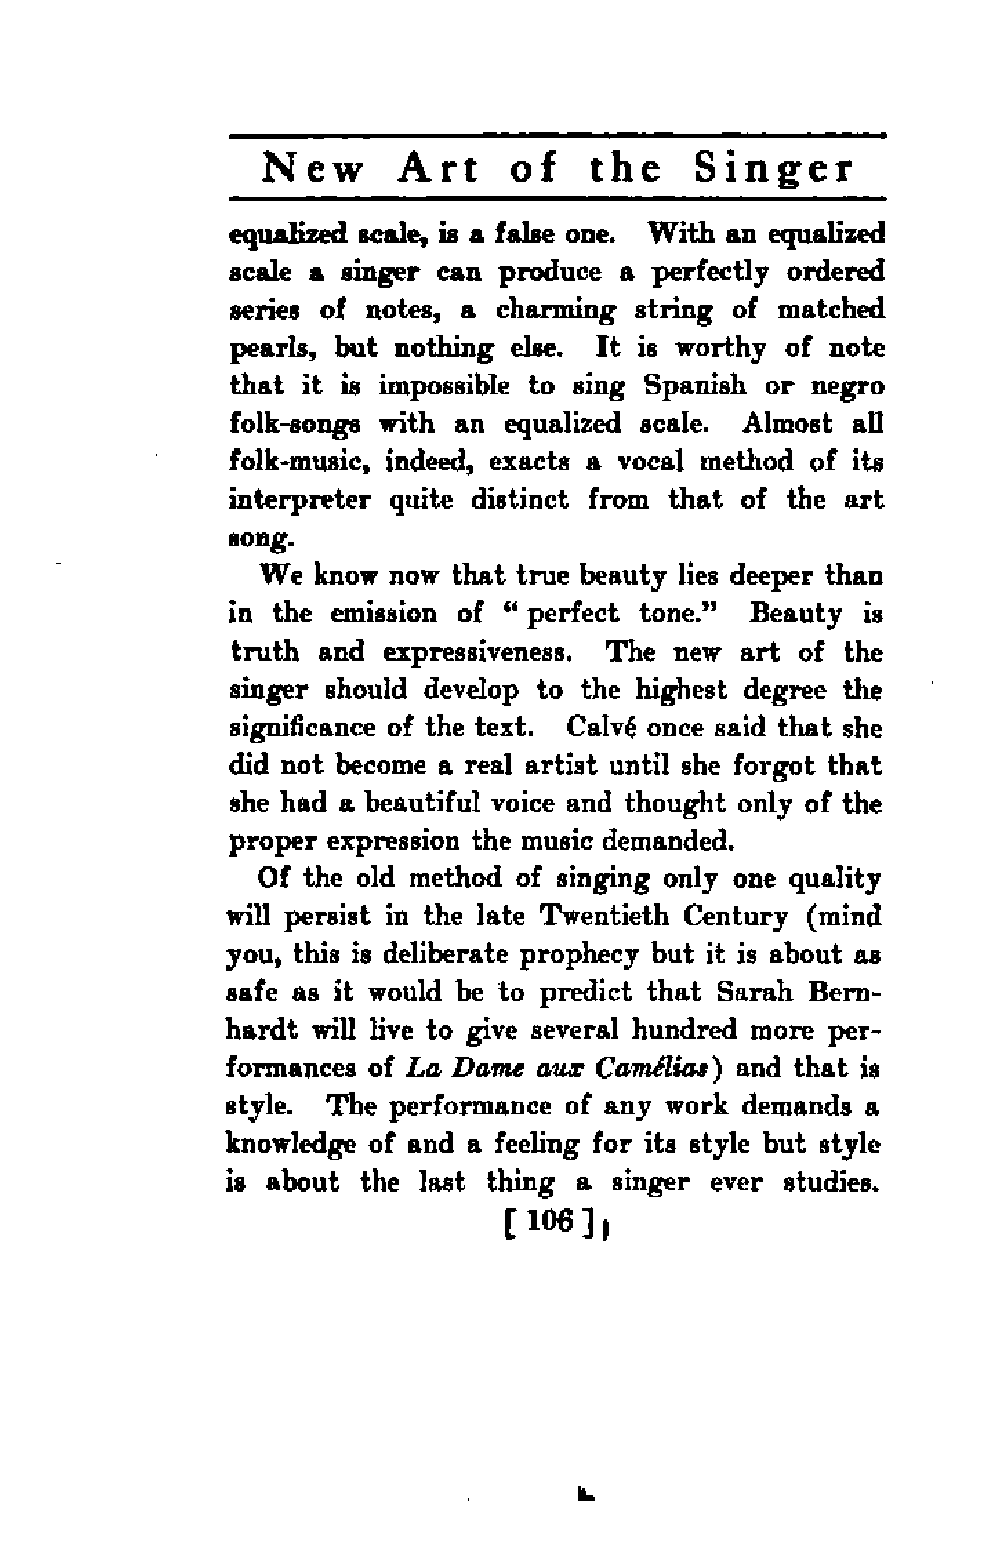 New Art of the Singer
equalized scale, is a false one. With an equalized
scale a singer can produce a perfectly ordered
series of notes, a charming string of matched
pearls, but nothing else. It is worthy of note
that it is impossible to sing Spanish or negro
folk-songs with an equalized scale. Almost all
folk-music, indeed, exacts a vocal method of its
interpreter quite distinct from that of the art
song.
We know now that true beauty lies deeper than
in the emission of “ perfect tone.” Beauty is
truth and expressiveness. The new art of the
singer should develop to the highest degree the
significance of the text. Calvé once said that she
did not become a real artist until she forgot that
she had a beautiful voice and thought only of the
proper expression the music demanded.
Of the old method of singing only one quality
will persist in the late Twentieth Century (mind
you, this is deliberate prophecy but it is about as
safe as it would be to predict that Sarah Bern-
hardt will live to give several hundred more per-
formances of La Dame aux Camélias) and that is
style. The performance of any work demands a
knowledge of and a feeling for its style but style
is about the last thing a singer ever studies.
[ 106 ]